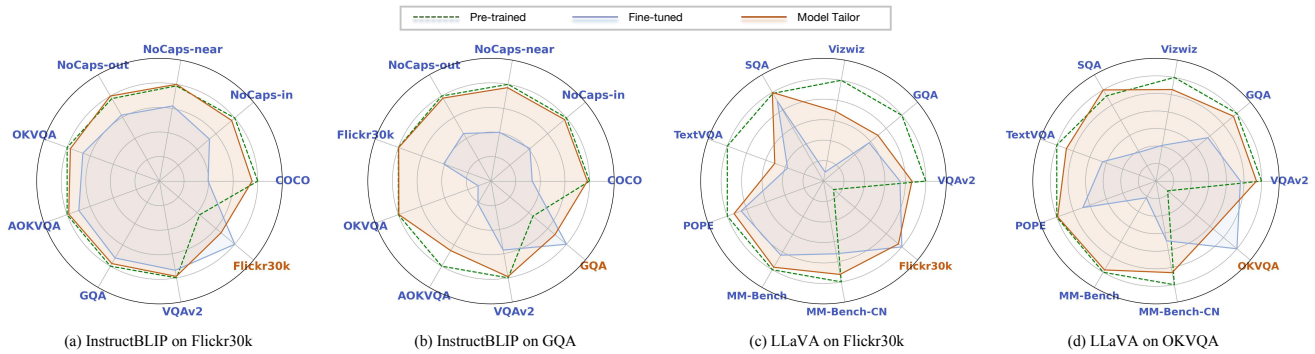 Pre-trained Fine-tuned Model Tailor
NoCaps-near
NoCaps-out
NoCaps-in
OKVQA
COCO
AOKVQA
Flickr30k
GQA
VQAv2
(a) InstructBLIP on Flickr30k
NoCaps-near
NoCaps-out
NoCaps-in
Flickr30k
COCO
OKVQA
GQA
AOKVQA
VQAv2
(b) InstructBLIP on GQA
Vizwiz
SQA
GQA
TextVQA
VQAv2
POPE
Flickr30k
MM-Bench
MM-Bench-CN
(c) LLaVA on Flickr30k
Vizwiz
SQA
GQA
TextVQA
VQAv2
POPE
OKVQA
MM-Bench
MM-Bench-CN
(d) LLaVA on OKVQA